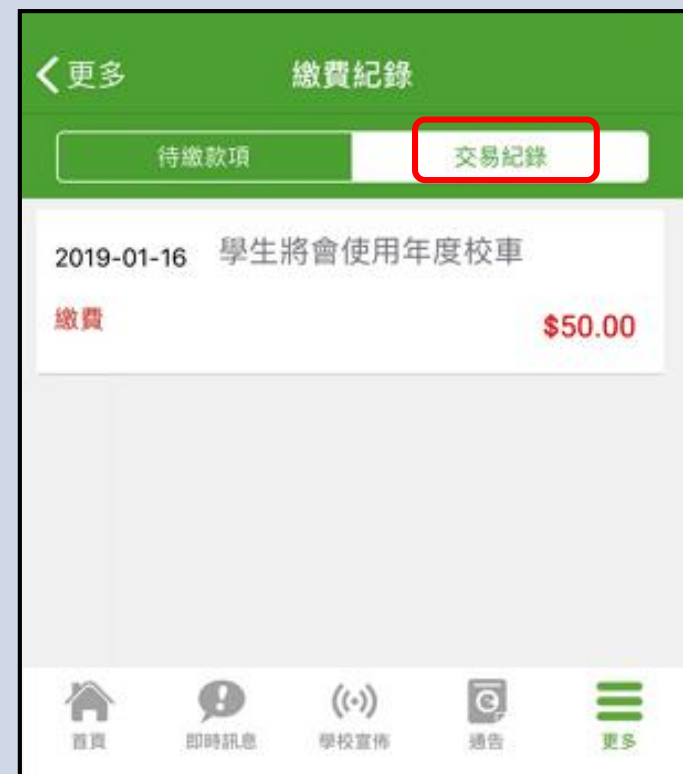 更多
繳費紀錄
待繳款項
交易紀錄
2019-01-16 學生將會使用年度校車
繳費 $50.00
首頁 即時訊息 學校宣佈 通告 更多